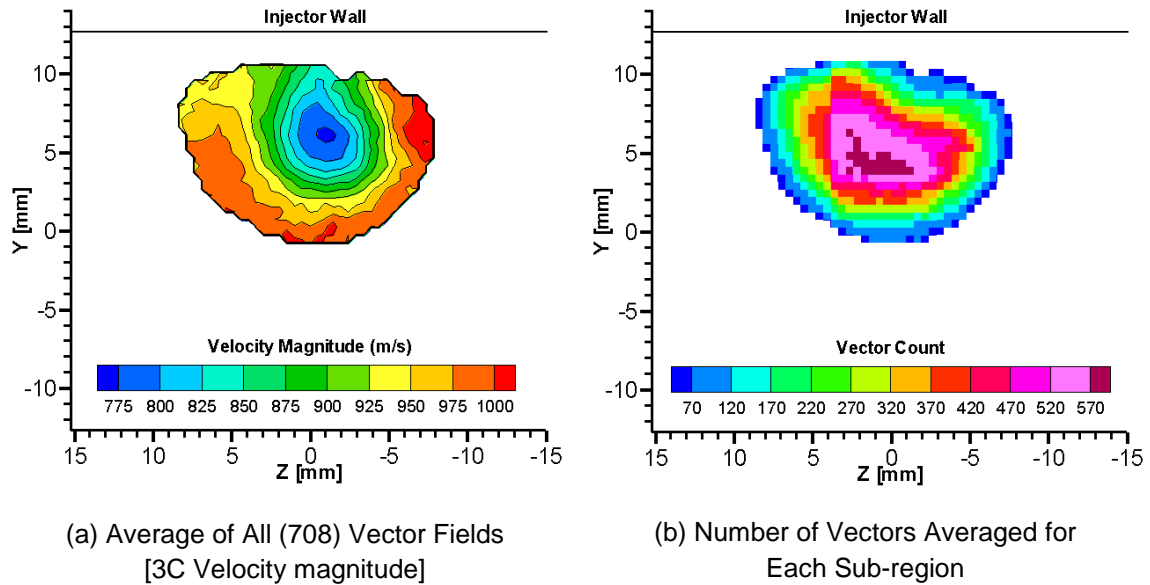 Injector Wall
10
5
0
-5
-10
Y [mm]
Velocity Magnitude (m/s)
775 800 825 850 875 900 925 950 975 1000
15 10 5 0 -5 -10 -15
Z [mm]
(a) Average of All (708) Vector Fields
[3C Velocity magnitude]
Injector Wall
10
5
0
-5
-10
Y [mm]
Vector Count
70 120 170 220 270 320 370 420 470 520 570
15 10 5 0 -5 -10 -15
Z [mm]
(b) Number of Vectors Averaged for
Each Sub-region